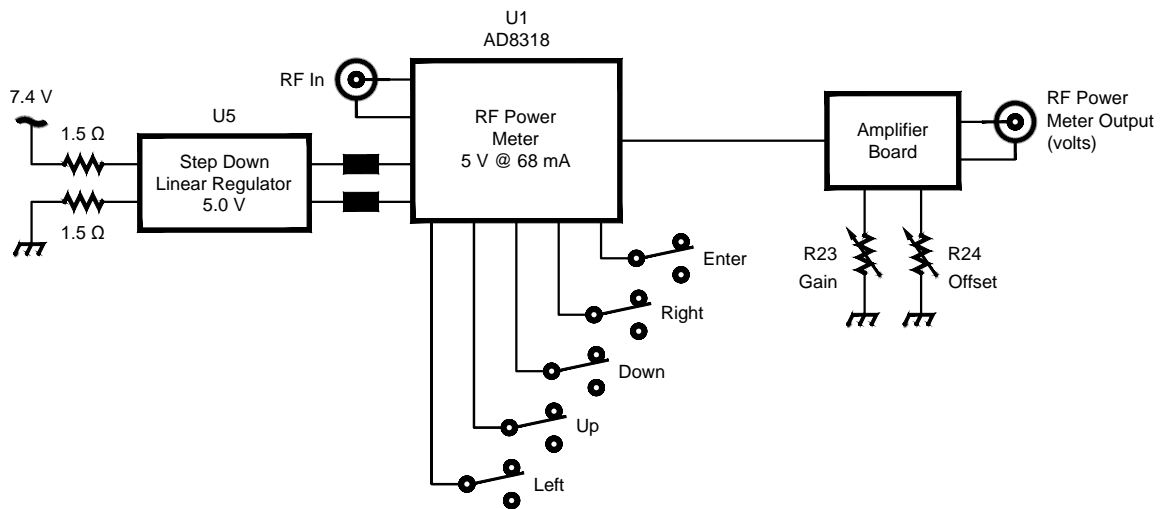 U1
AD8318
RF In
7.4 V
1.5 Ω
U5
Step Down
Linear Regulator
5.0 V
1.5 Ω
RF Power
Meter
5 V @ 68 mA
Amplifier
Board
RF Power
Meter Output
(volts)
R23
Gain
R24
Offset
Enter
Right
Down
Up
Left